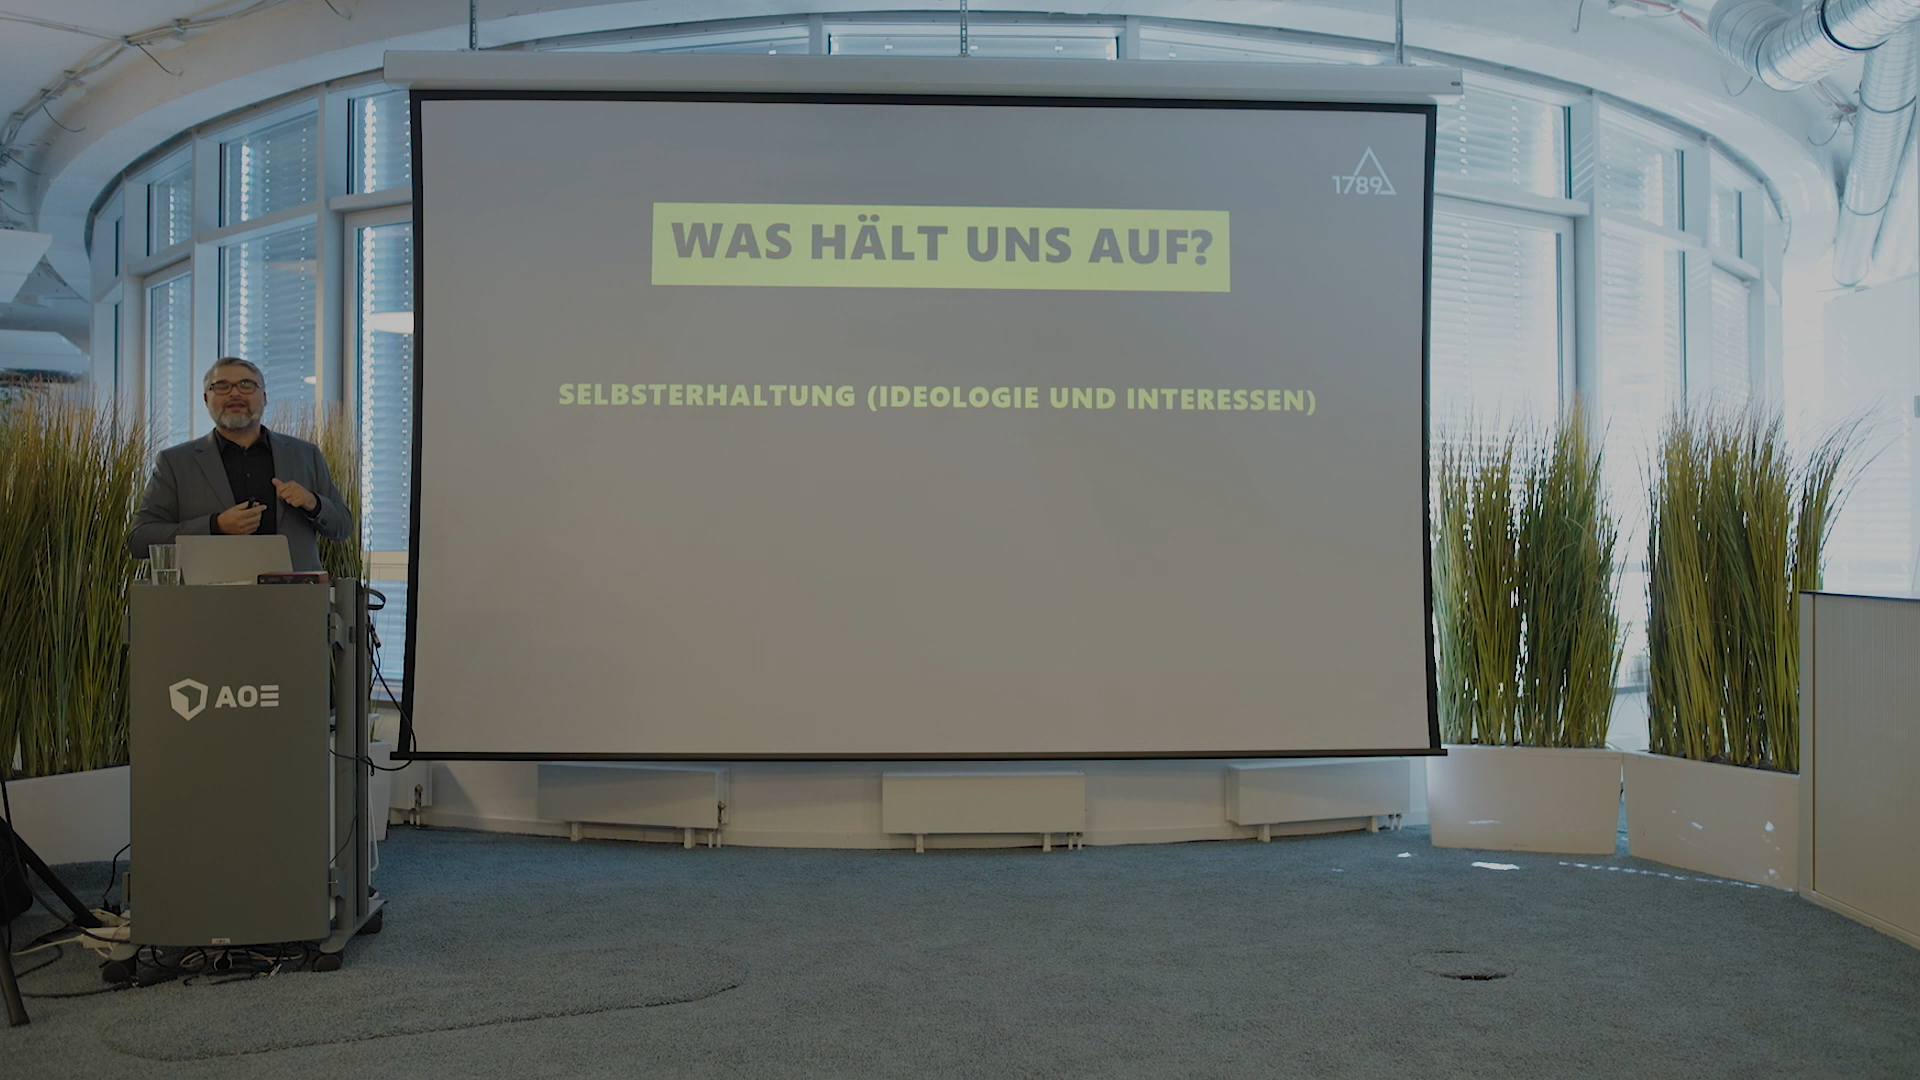 1789
WAS HÄLT UNS AUF?
SELBSTERHALTUNG (IDEOLOGIE UND INTERESSEN)
AOE